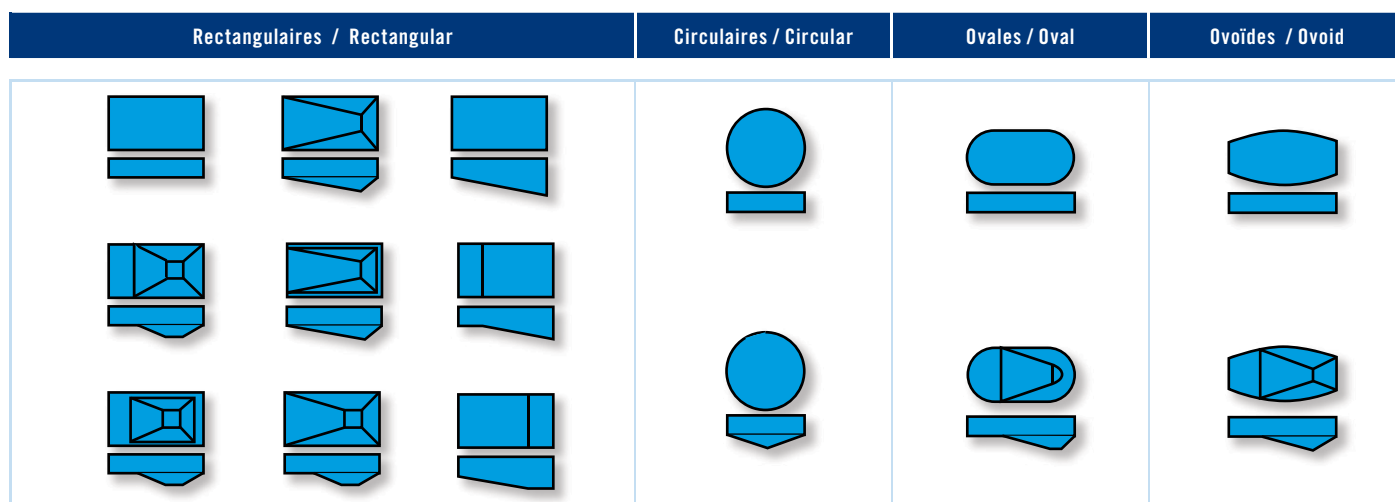 Rectangulaires / Rectangular
Circulaires / Circular
Ovales / Oval
Ovoïdes / Ovoid